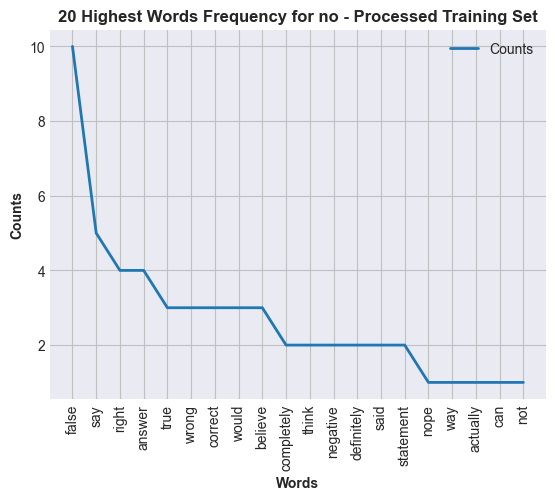 20 Highest Words Frequency for no - Processed Training Set
Counts
10
8
6
4
2
Counts
false
say
right
answer
true
wrong
correct
would
believe
completely
think
negative
definitely
said
statement
nope
way
actually
can
not
Words